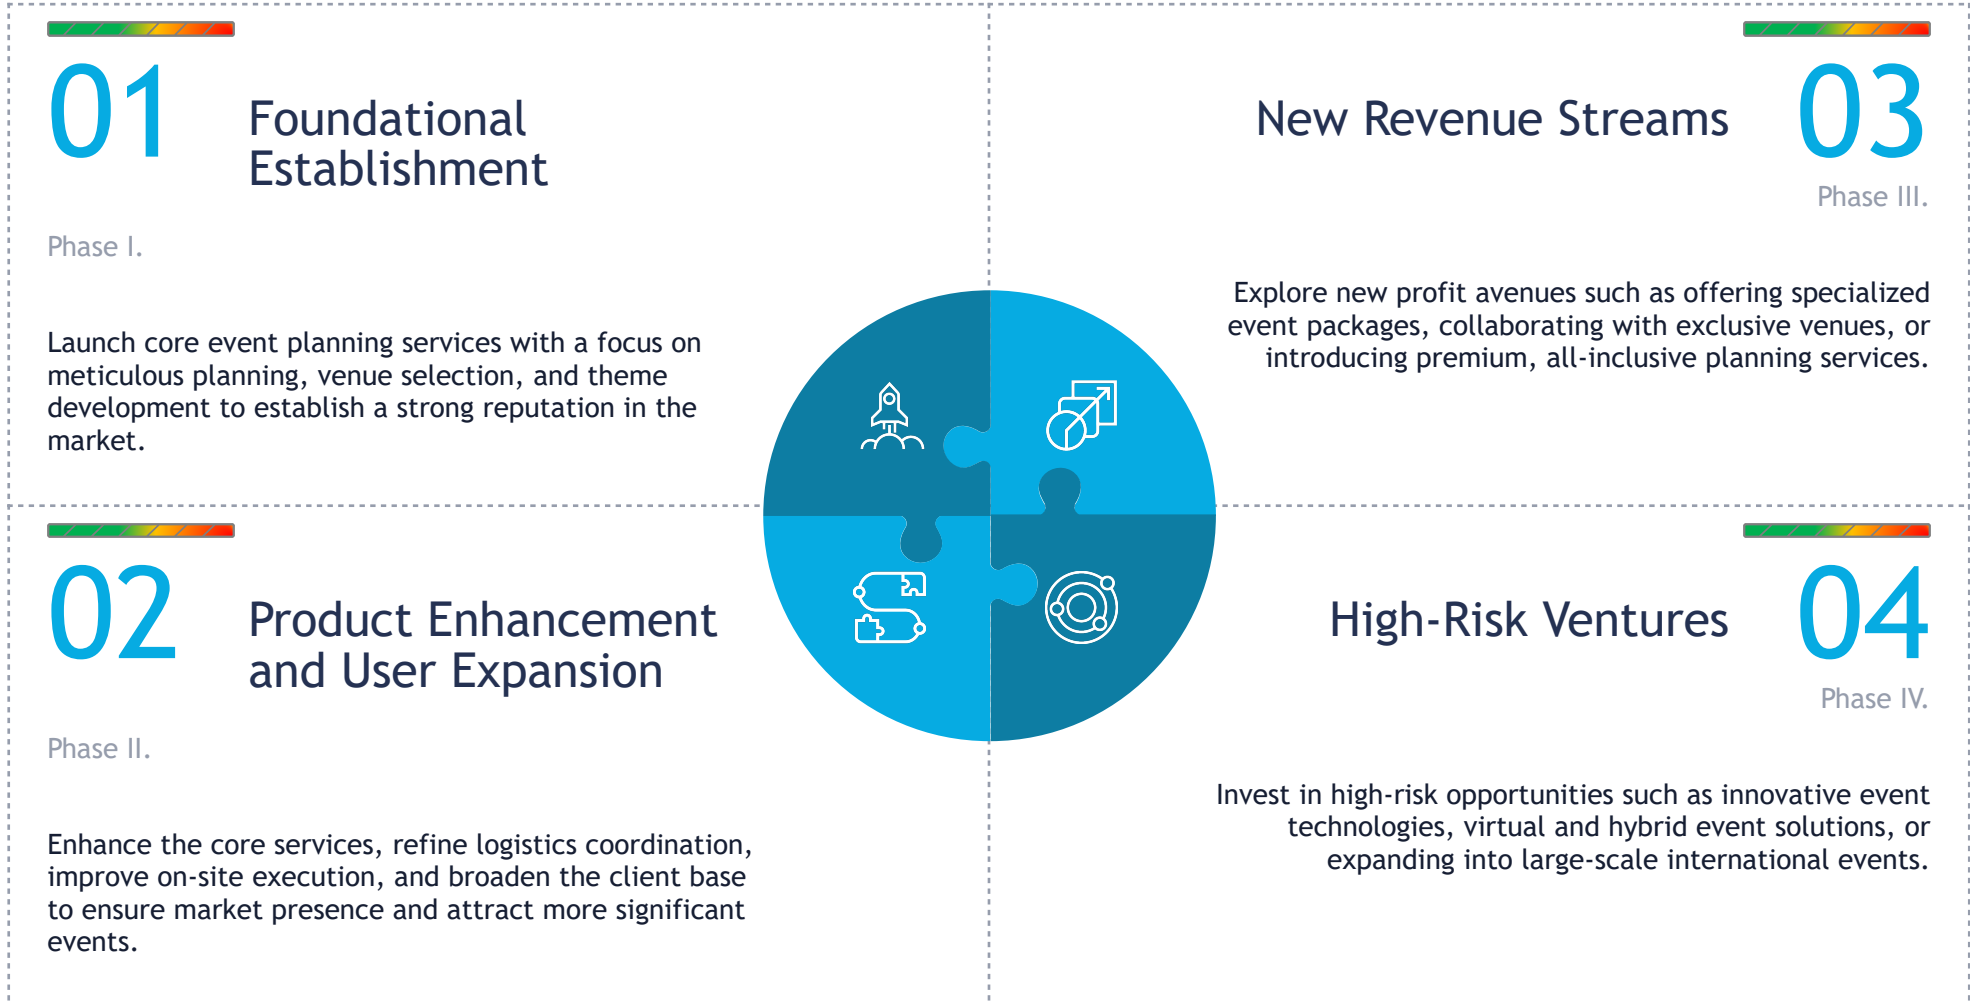 01
Foundational
Establishment
Phase I.
Launch core event planning services with a focus on
meticulous planning, venue selection, and theme
development to establish a strong reputation in the
market.
02
Product Enhancement
and User Expansion
Phase II.
Enhance the core services, refine logistics coordination,
improve on-site execution, and broaden the client base
to ensure market presence and attract more significant
events.
New Revenue Streams
03
Phase III.
Explore new profit avenues such as offering specialized
event packages, collaborating with exclusive venues, or
introducing premium, all-inclusive planning services.
High-Risk Ventures
04
Phase IV.
Invest in high-risk opportunities such as innovative event
technologies, virtual and hybrid event solutions, or
expanding into large-scale international events.